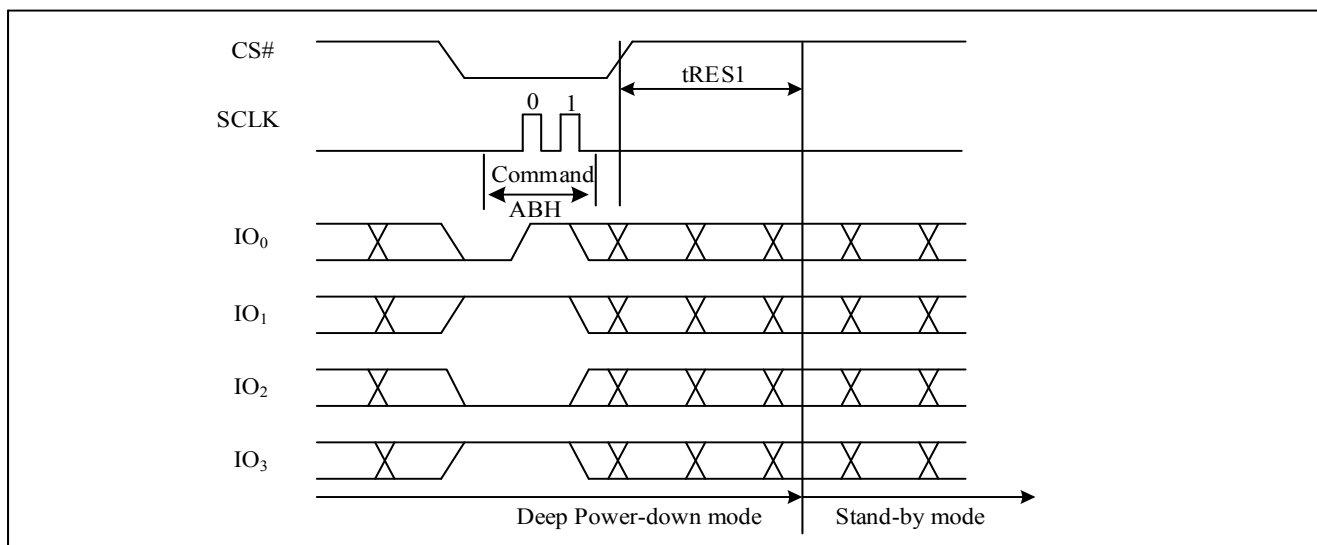 CS#
tRES1
SCLK
0 1
Command
ABH
IO₀
IO₁
IO₂
IO₃
Deep Power-down mode
Stand-by mode